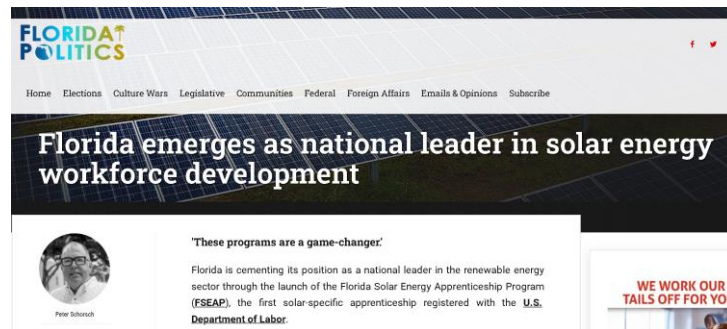 FLORIDA
POLITICS
Home Elections Culture Wars Legislative Communities Federal Foreign Affairs Emails & Opinions Subscribe
Florida emerges as national leader in solar energy
workforce development
'These programs are a game-changer.'
Florida is cementing its position as a national leader in the renewable energy
sector through the launch of the Florida Solar Energy Apprenticeship Program
(FSEAP), the first solar-specific apprenticeship registered with the U.S.
Department of Labor.
Peter Schorsch
WE WORK OUR
TAILS OFF FOR YO